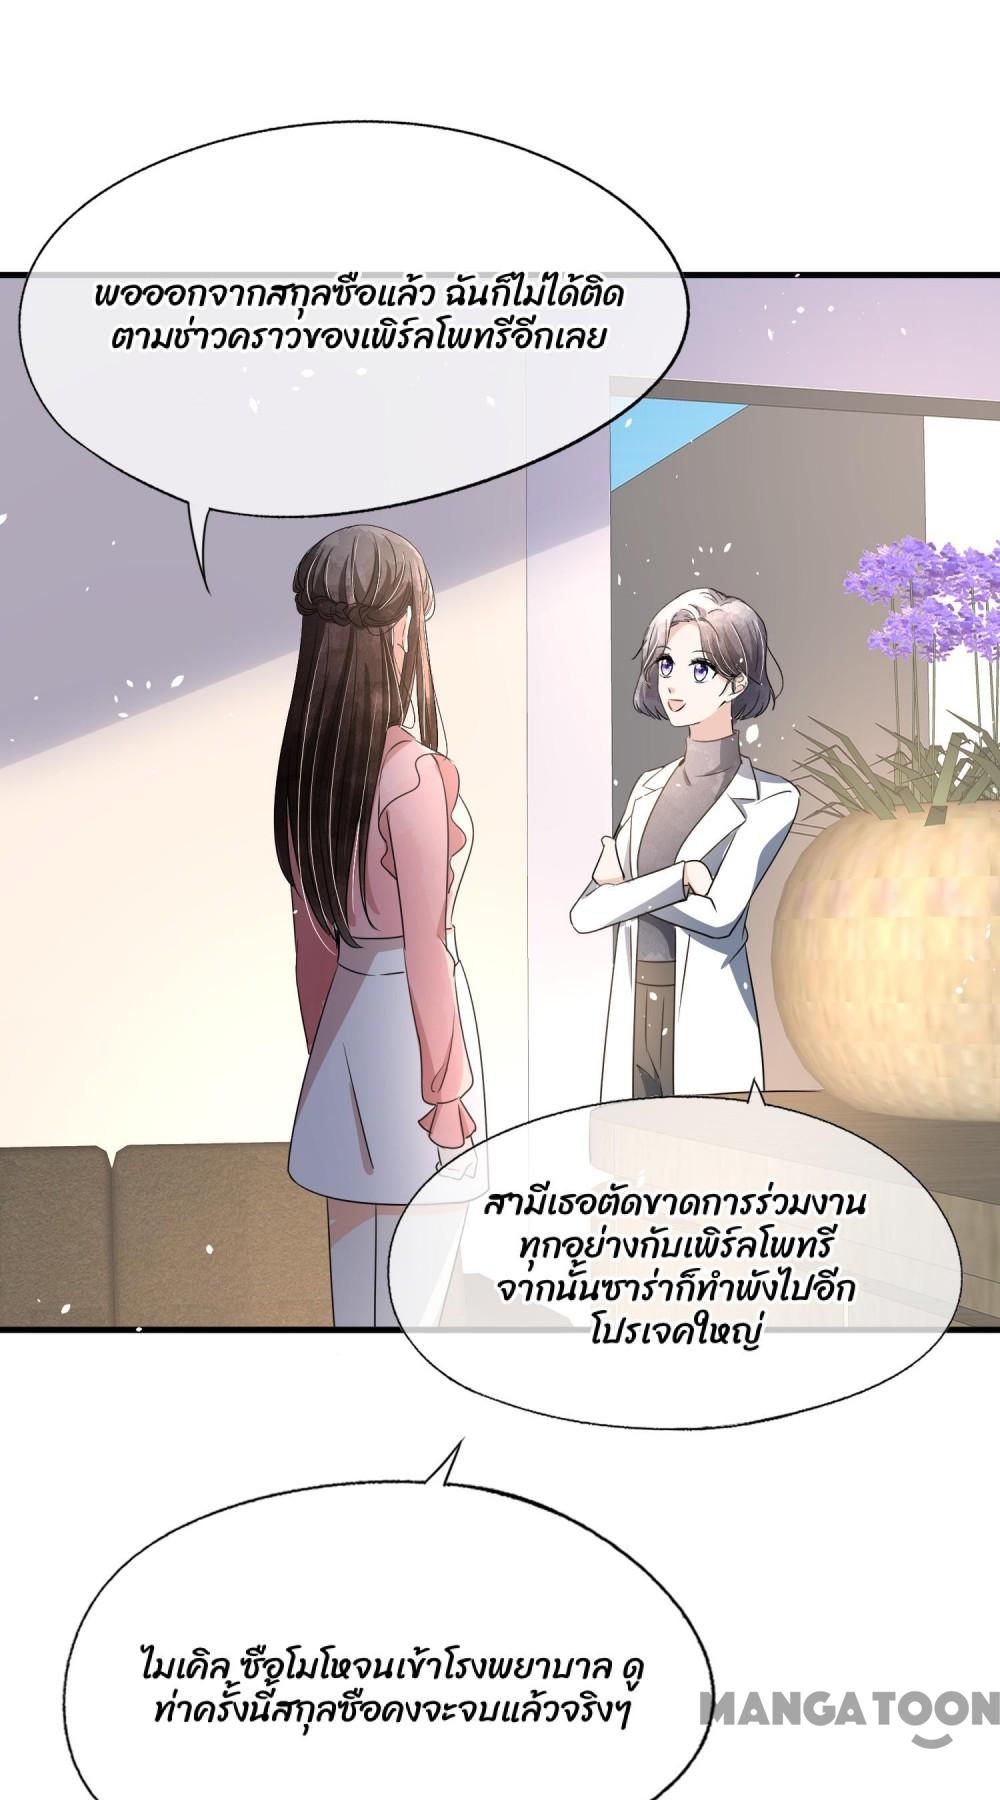 พอออกจากสกุลซือแล้ว ฉันก็ไม่ได้ติด
ตามข่าวคราวของเพิร์ลโพทรีอีกเลย
สามีเธอตัดขาดการร่วมงาน
ทุกอย่างกับเพิร์ลโพทรี
จากนั้นซาร่าก็ทำพังไปอีก
โปรเจคใหญ่
ไมเคิล ซือโมโหจนเข้าโรงพยาบาล ดู
ท่าครั้งนี้สกุลซือคงจะจบแล้วจริงๆ
MANGATOON